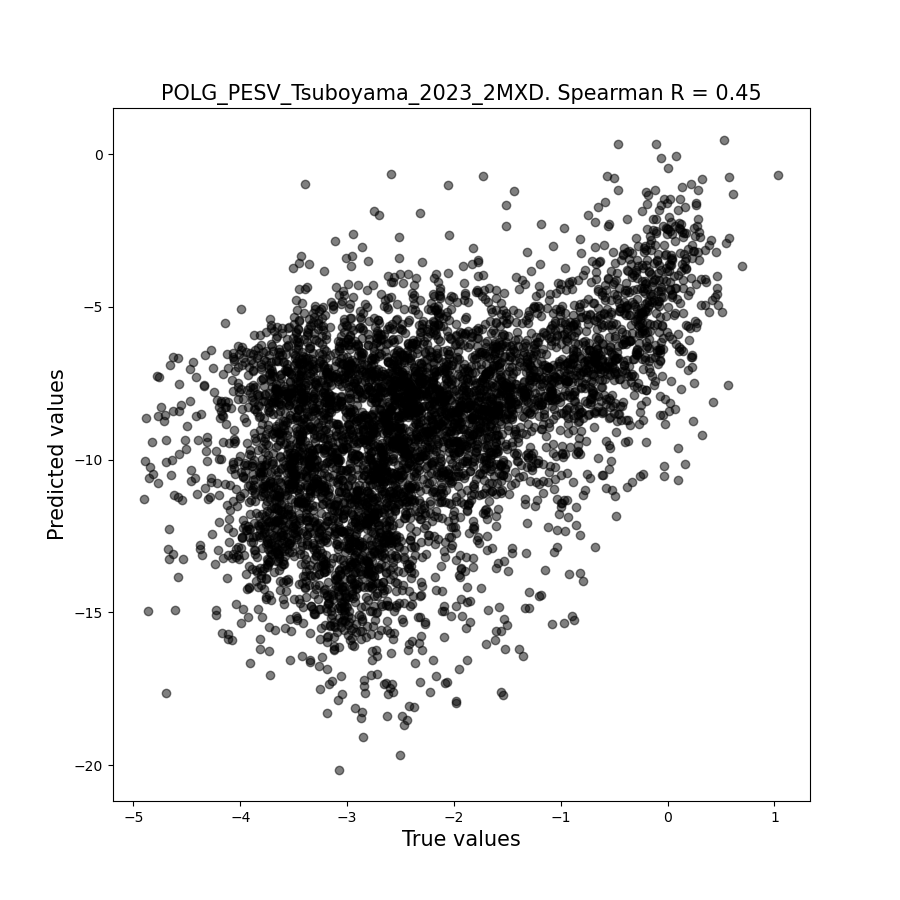 POLG_PESV_Tsuboyama_2023_2MXD. Spearman R = 0.45
Predicted values
0
−5
−10
−15
−20
−5 −4 −3 −2 −1 0 1
True values